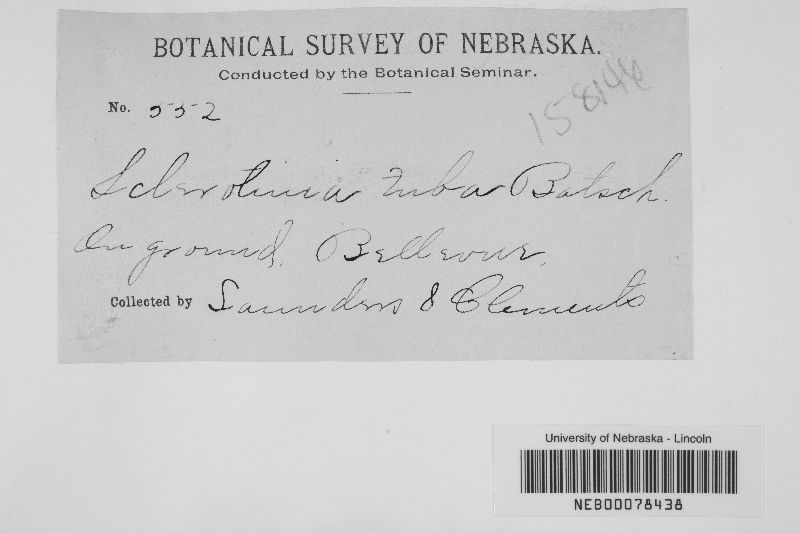 BOTANICAL SURVEY OF NEBRASKA.
Conducted by the Botanical Seminar.
No. 552
158146
Sclerotinia tuba Batsch.
On ground, Bellevue,
Collected by Saunders & Clements
University of Nebraska - Lincoln
NEB00078438